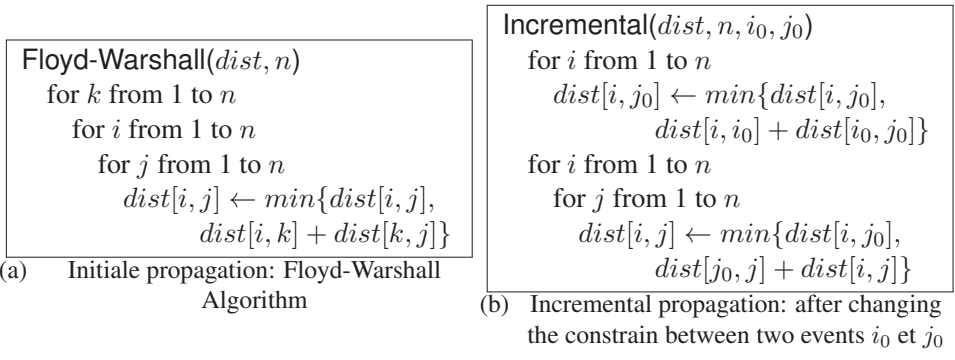 Floyd-Warshall(dist, n)
for k from 1 to n
for i from 1 to n
for j from 1 to n
dist[i, j] ← min{dist[i, j],
dist[i, k] + dist[k, j]}
(a) Initiale propagation: Floyd-Warshall
Algorithm
Incremental(dist, n, i₀, j₀)
for i from 1 to n
dist[i, j₀] ← min{dist[i, j₀],
dist[i, i₀] + dist[i₀, j₀]}
for i from 1 to n
for j from 1 to n
dist[i, j] ← min{dist[i, j₀],
dist[j₀, j] + dist[i, j]}
(b) Incremental propagation: after changing
the constrain between two events i₀ et j₀